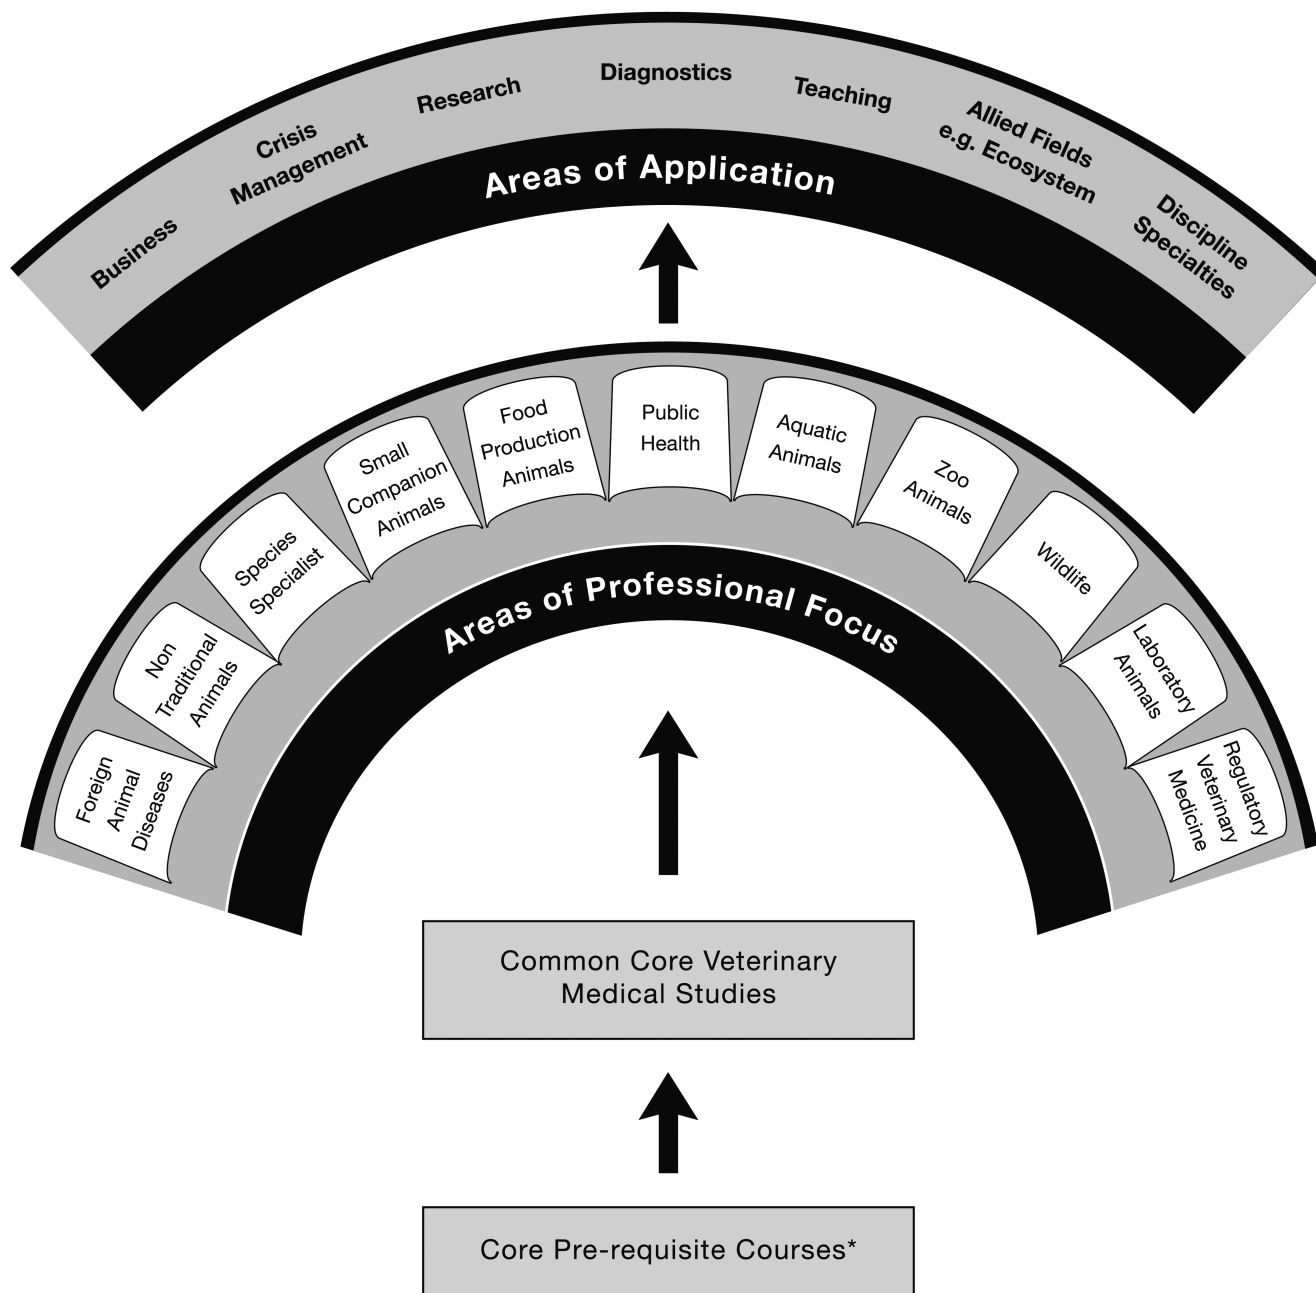 Business
Crisis
Management
Research
Diagnostics
Teaching
Allied Fields
e.g. Ecosystem
Discipline
Specialties
Areas of Application
Foreign
Animal
Diseases
Non
Traditional
Animals
Species
Specialist
Small
Companion
Animals
Food
Production
Animals
Public
Health
Aquatic
Animals
Zoo
Animals
Wildlife
Laboratory
Animals
Regulatory
Veterinary
Medicine
Areas of Professional Focus
Common Core Veterinary
Medical Studies
Core Pre-requisite Courses*